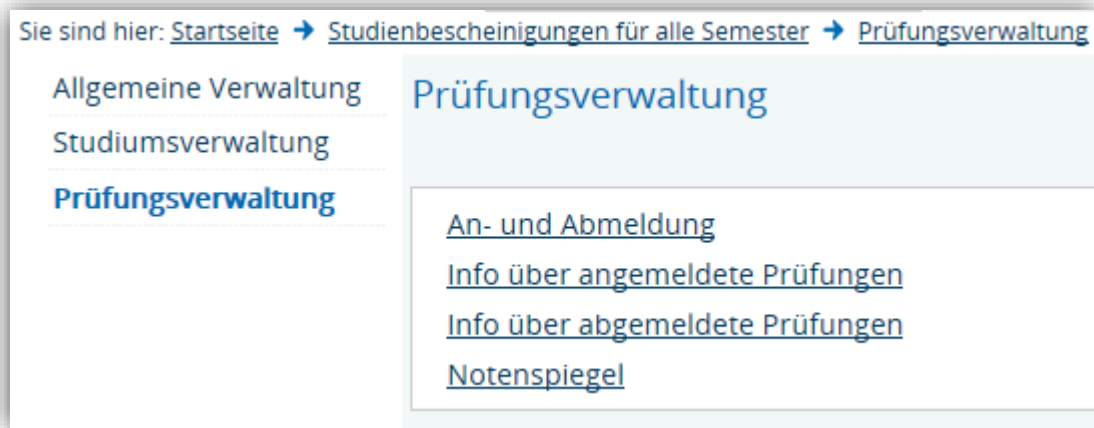 Sie sind hier: Startseite → Studienbescheinigungen für alle Semester → Prüfungsverwaltung
Allgemeine Verwaltung
Studiumsverwaltung
Prüfungsverwaltung
Prüfungsverwaltung
An- und Abmeldung
Info über angemeldete Prüfungen
Info über abgemeldete Prüfungen
Notenspiegel